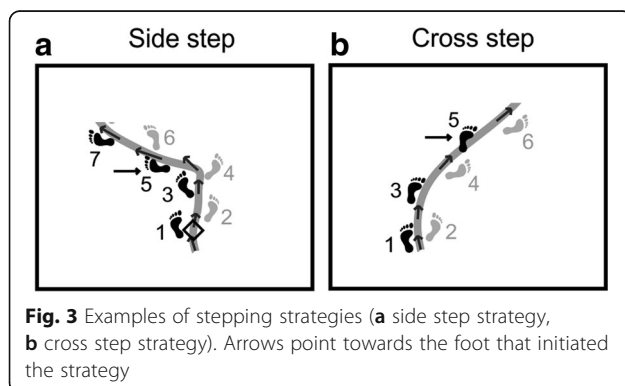 a Side step
b Cross step
7
6
5
4
3
2
1
5
6
4
3
2
1
Fig. 3 Examples of stepping strategies (a side step strategy,
b cross step strategy). Arrows point towards the foot that initiated
the strategy